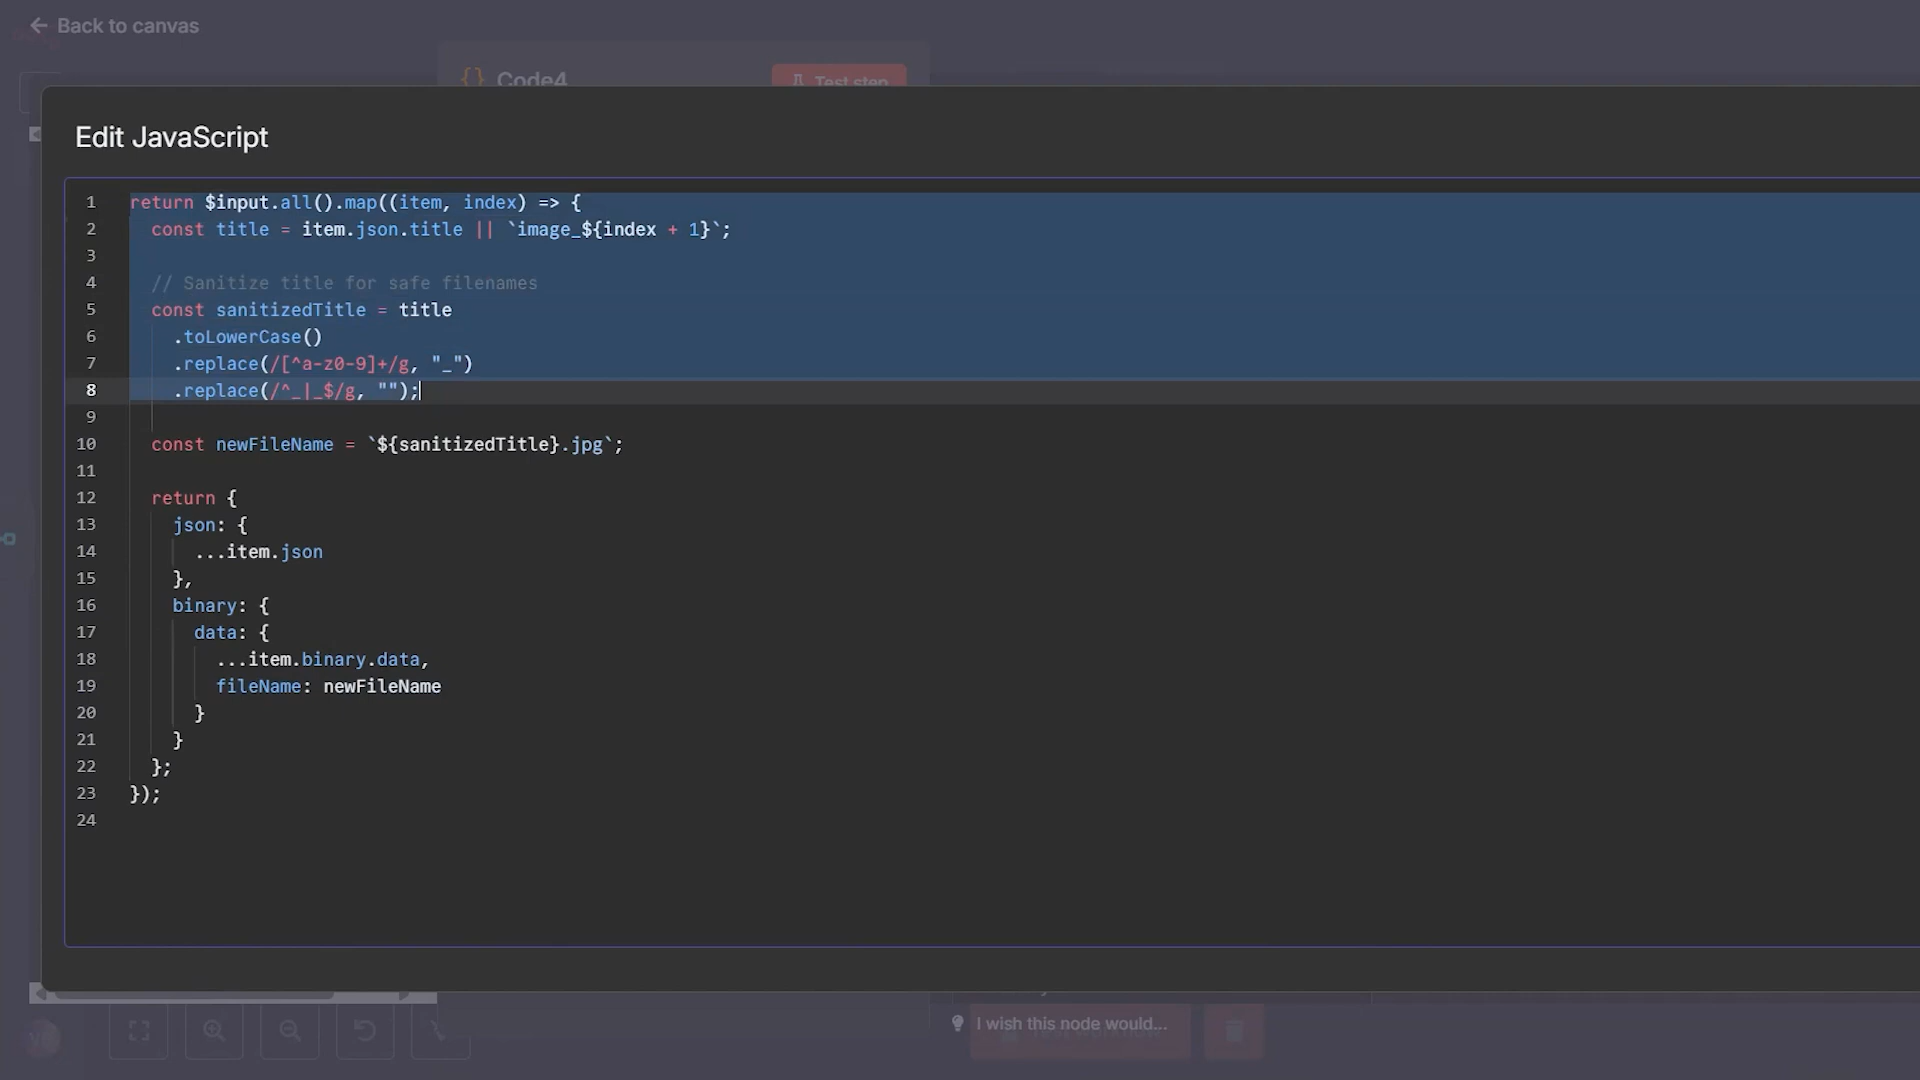 Back to canvas
{} Code4
Test step
Edit JavaScript
1 return $input.all().map((item, index) => {
2   const title = item.json.title || `image_${index + 1}`;
3
4   // Sanitize title for safe filenames
5   const sanitizedTitle = title
6     .toLowerCase()
7     .replace(/[^a-z0-9]+/g, "_")
8     .replace(/^_|_$/g, "");
9
10   const newFileName = `${sanitizedTitle}.jpg`;
11
12   return {
13     json: {
14       ...item.json
15     },
16     binary: {
17       data: {
18         ...item.binary.data,
19         fileName: newFileName
20       }
21     }
22   };
23 });
24
I wish this node would...